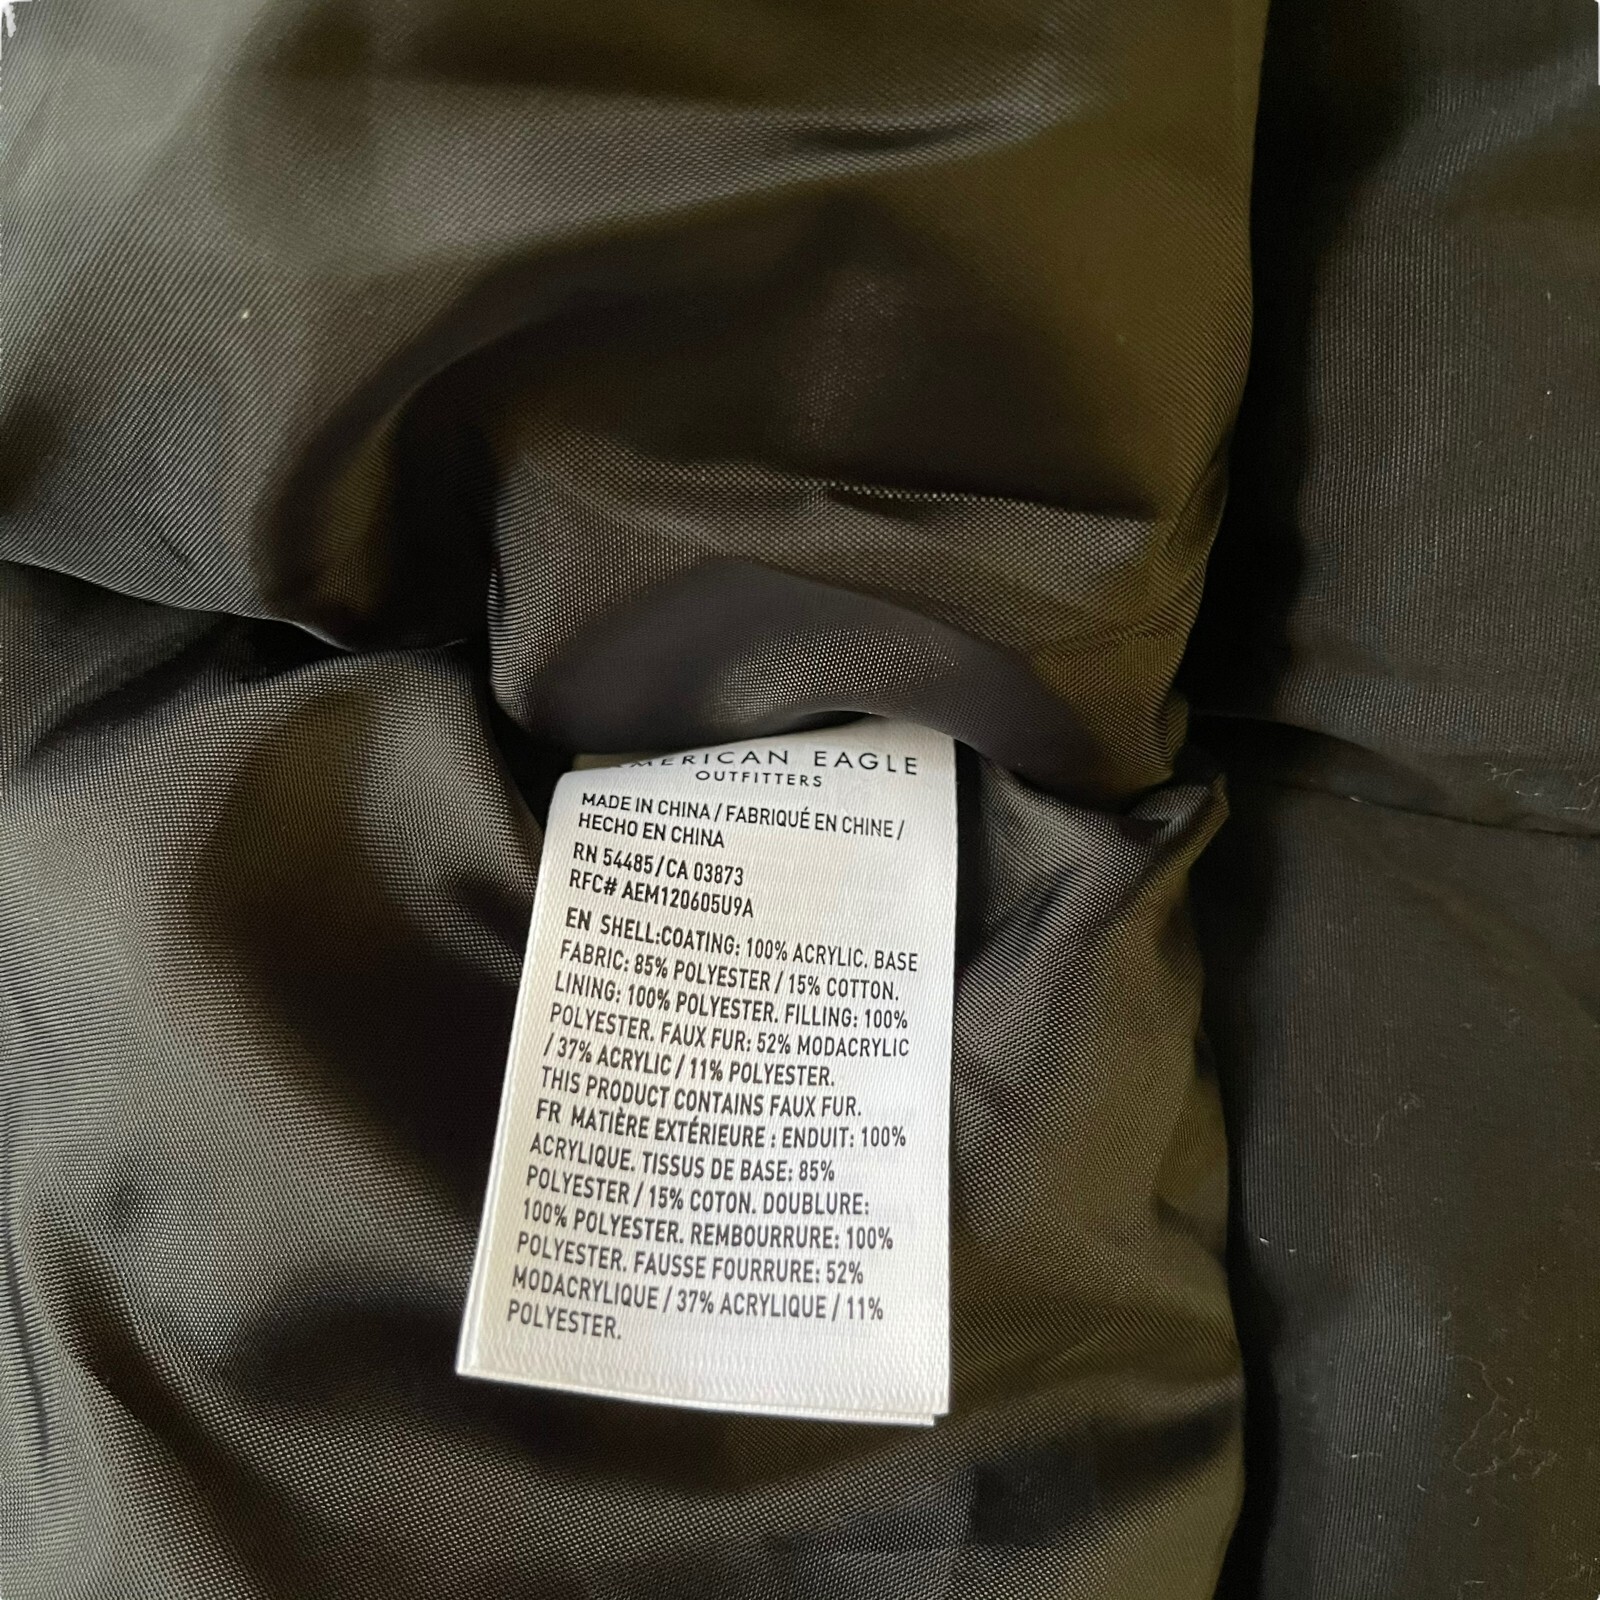 AMERICAN EAGLE
OUTFITTERS
MADE IN CHINA / FABRIQUÉ EN CHINE /
HECHO EN CHINA
RN 54485/CA 03873
RFC# AEM120605U9A
EN SHELL:COATING: 100% ACRYLIC. BASE
FABRIC: 85% POLYESTER / 15% COTTON.
LINING: 100% POLYESTER. FILLING: 100%
POLYESTER. FAUX FUR: 52% MODACRYLIC
/ 37% ACRYLIC / 11% POLYESTER.
THIS PRODUCT CONTAINS FAUX FUR.
FR MATIÈRE EXTÉRIEURE : ENDUIT: 100%
ACRYLIQUE. TISSUS DE BASE: 85%
POLYESTER / 15% COTON. DOUBLURE:
100% POLYESTER. REMBOURRURE: 100%
POLYESTER. FAUSSE FOURRURE: 52%
MODACRYLIQUE / 37% ACRYLIQUE / 11%
POLYESTER.